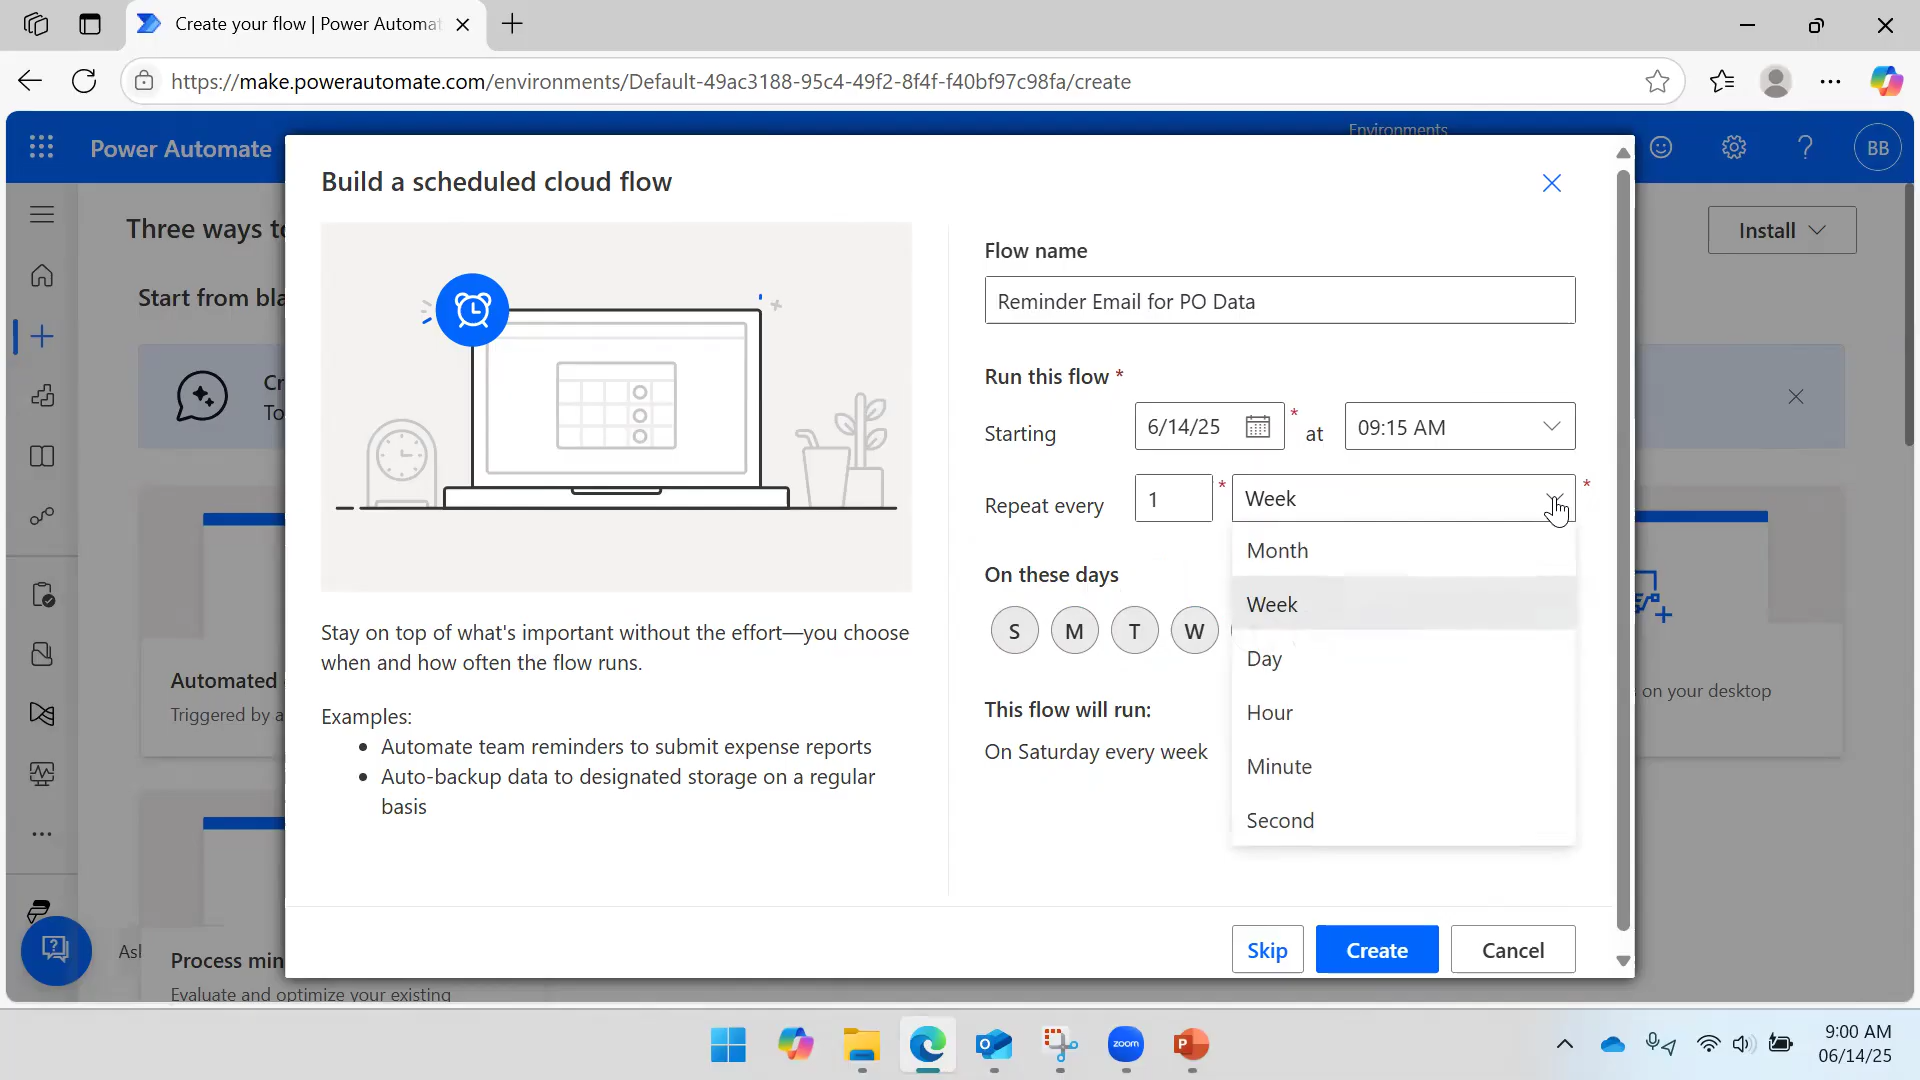 Create your flow | Power Automat
https://make.powerautomate.com/environments/Default-49ac3188-95c4-49f2-8f4f-f40bf97c98fa/create
Power Automate
Environments
BB
Three ways to
Install
Start from bla
Build a scheduled cloud flow
Flow name
Reminder Email for PO Data
Run this flow *
Starting
6/14/25
*
at
09:15 AM
Repeat every
1
*
Week
*
Month
Week
Day
Hour
Minute
Second
On these days
S
M
T
W
This flow will run:
On Saturday every week
Stay on top of what's important without the effort—you choose
when and how often the flow runs.
Examples:
• Automate team reminders to submit expense reports
• Auto-backup data to designated storage on a regular
basis
Automated
Triggered by a
on your desktop
Process min
Evaluate and optimize your existing
Skip
Create
Cancel
zoom
9:00 AM
06/14/25